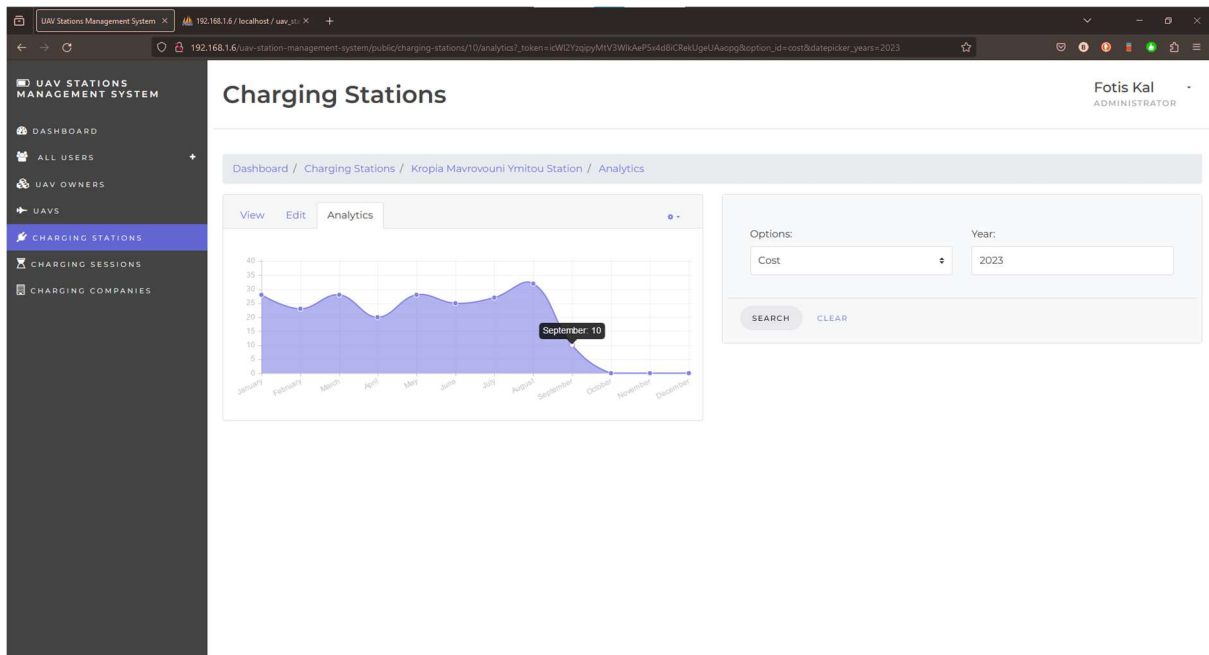 UAV Stations Management System
192.168.1.6 / localhost / uav_st
192.168.1.6/uav-station-management-system/public/charging-stations/10/analytics?_token=icWl2YzqipyMtV3WlkAePSx4d8iCRekUgeUAaopg&option_id=cost&datepicker_years=2023
UAV STATIONS
MANAGEMENT SYSTEM
DASHBOARD
ALL USERS +
UAV OWNERS
UAVS
CHARGING STATIONS
CHARGING SESSIONS
CHARGING COMPANIES
Charging Stations
Fotis Kal
ADMINISTRATOR
Dashboard / Charging Stations / Kropia Mavrovouni Ymitou Station / Analytics
View Edit Analytics
40
35
30
25
20
15
10
5
0
September: 10
January February March April May June July August September October November December
Options: Year:
Cost 2023
SEARCH CLEAR